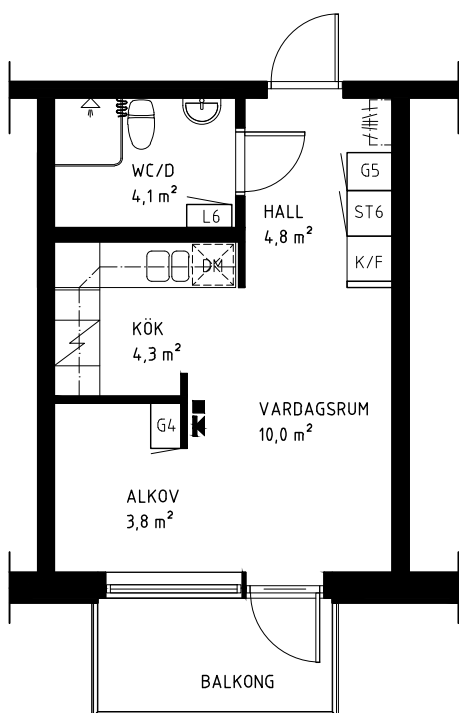 WC/D
4,1 m²
G5
L6
HALL
4,8 m²
ST6
DM
K/F
KÖK
4,3 m²
VARDAGSRUM
10,0 m²
G4
ALKOV
3,8 m²
BALKONG